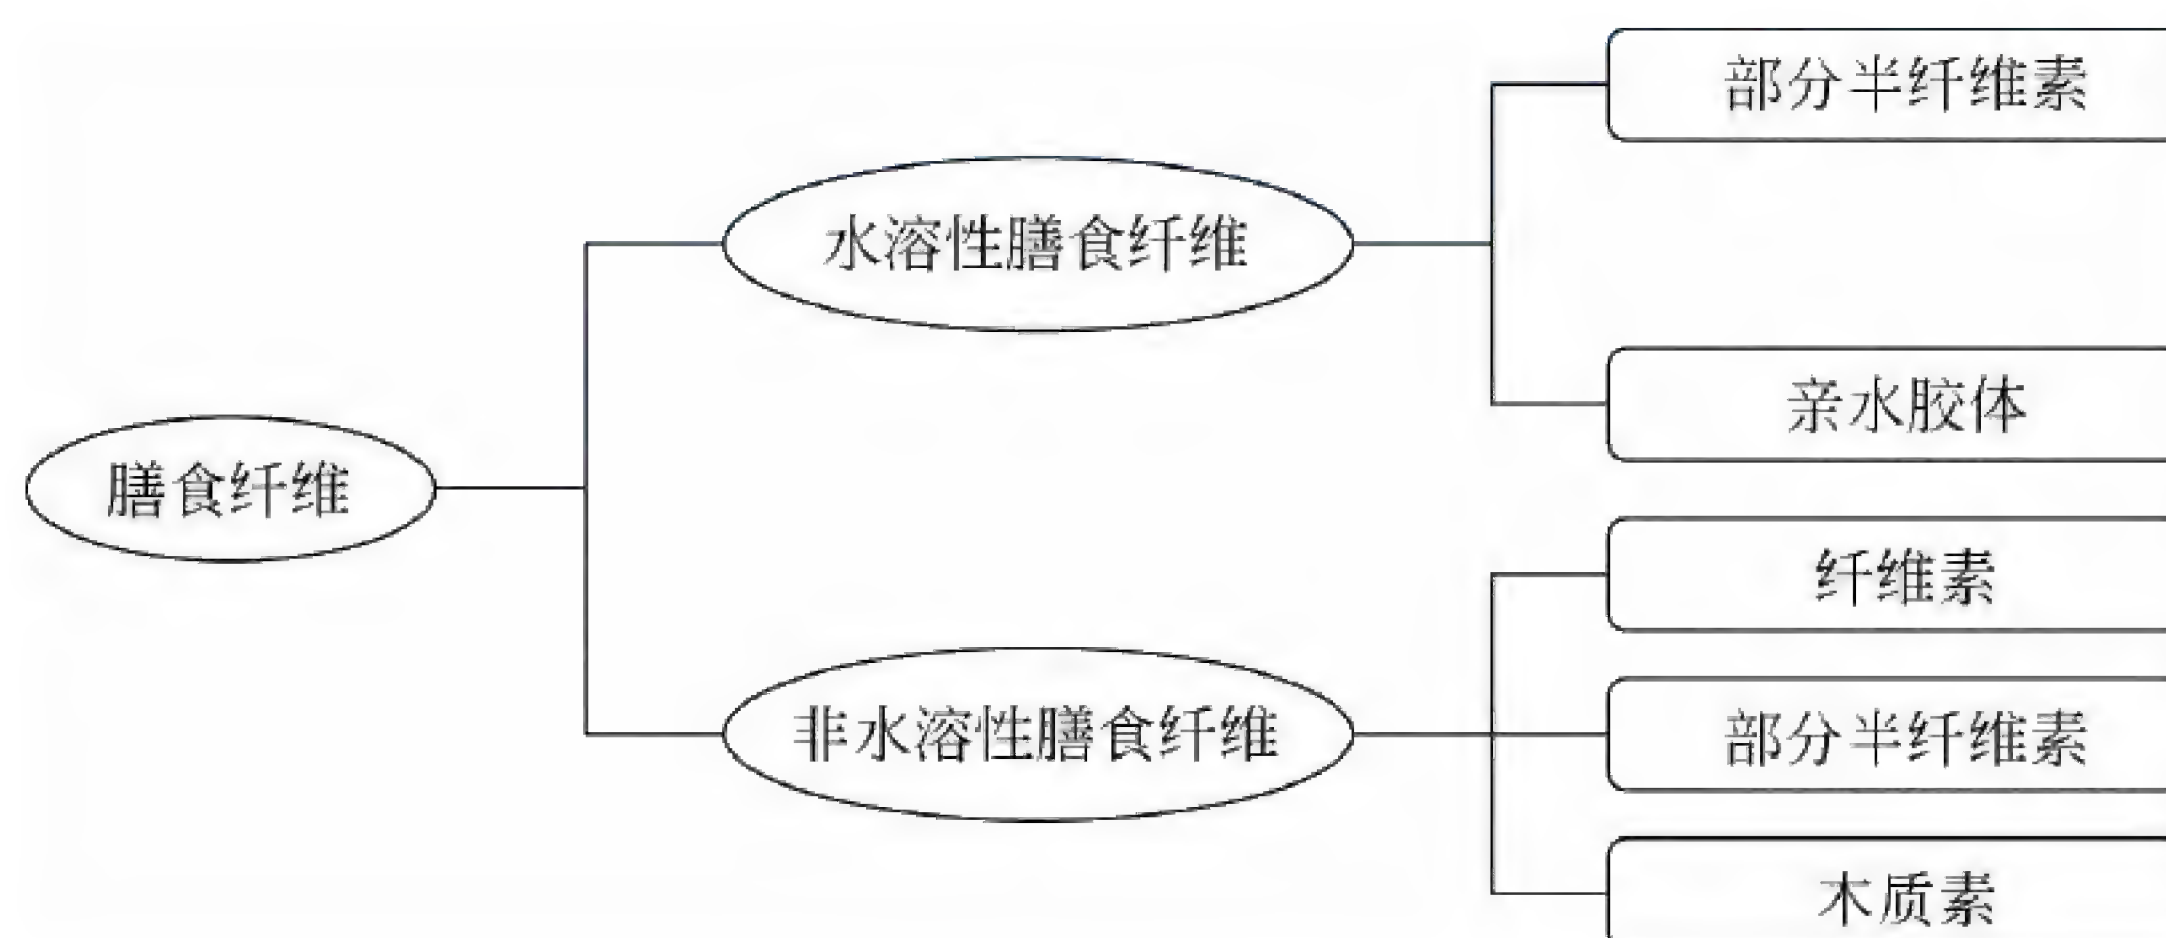 部分半纤维素
水溶性膳食纤维
亲水胶体
膳食纤维
纤维素
非水溶性膳食纤维
部分半纤维素
木质素